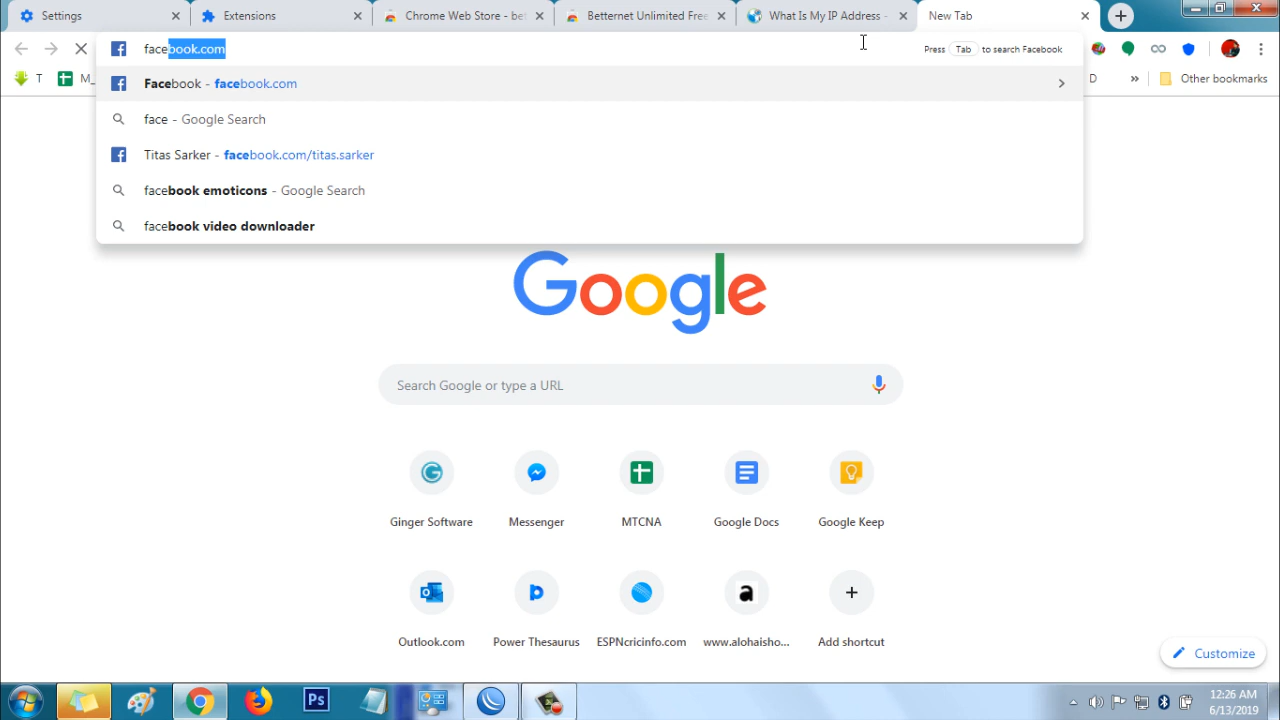 Settings
Extensions
Chrome Web Store - bet
Betternet Unlimited Free
What Is My IP Address -
New Tab
facebook.com
Press Tab to search Facebook
T
M_
D
»
Other bookmarks
Facebook - facebook.com
face - Google Search
Titas Sarker - facebook.com/titas.sarker
facebook emoticons - Google Search
facebook video downloader
Google
Search Google or type a URL
Ginger Software
Messenger
MTCNA
Google Docs
Google Keep
Outlook.com
Power Thesaurus
ESPNcricinfo.com
www.alohaisho...
Add shortcut
Customize
Ps
12:26 AM
6/13/2019